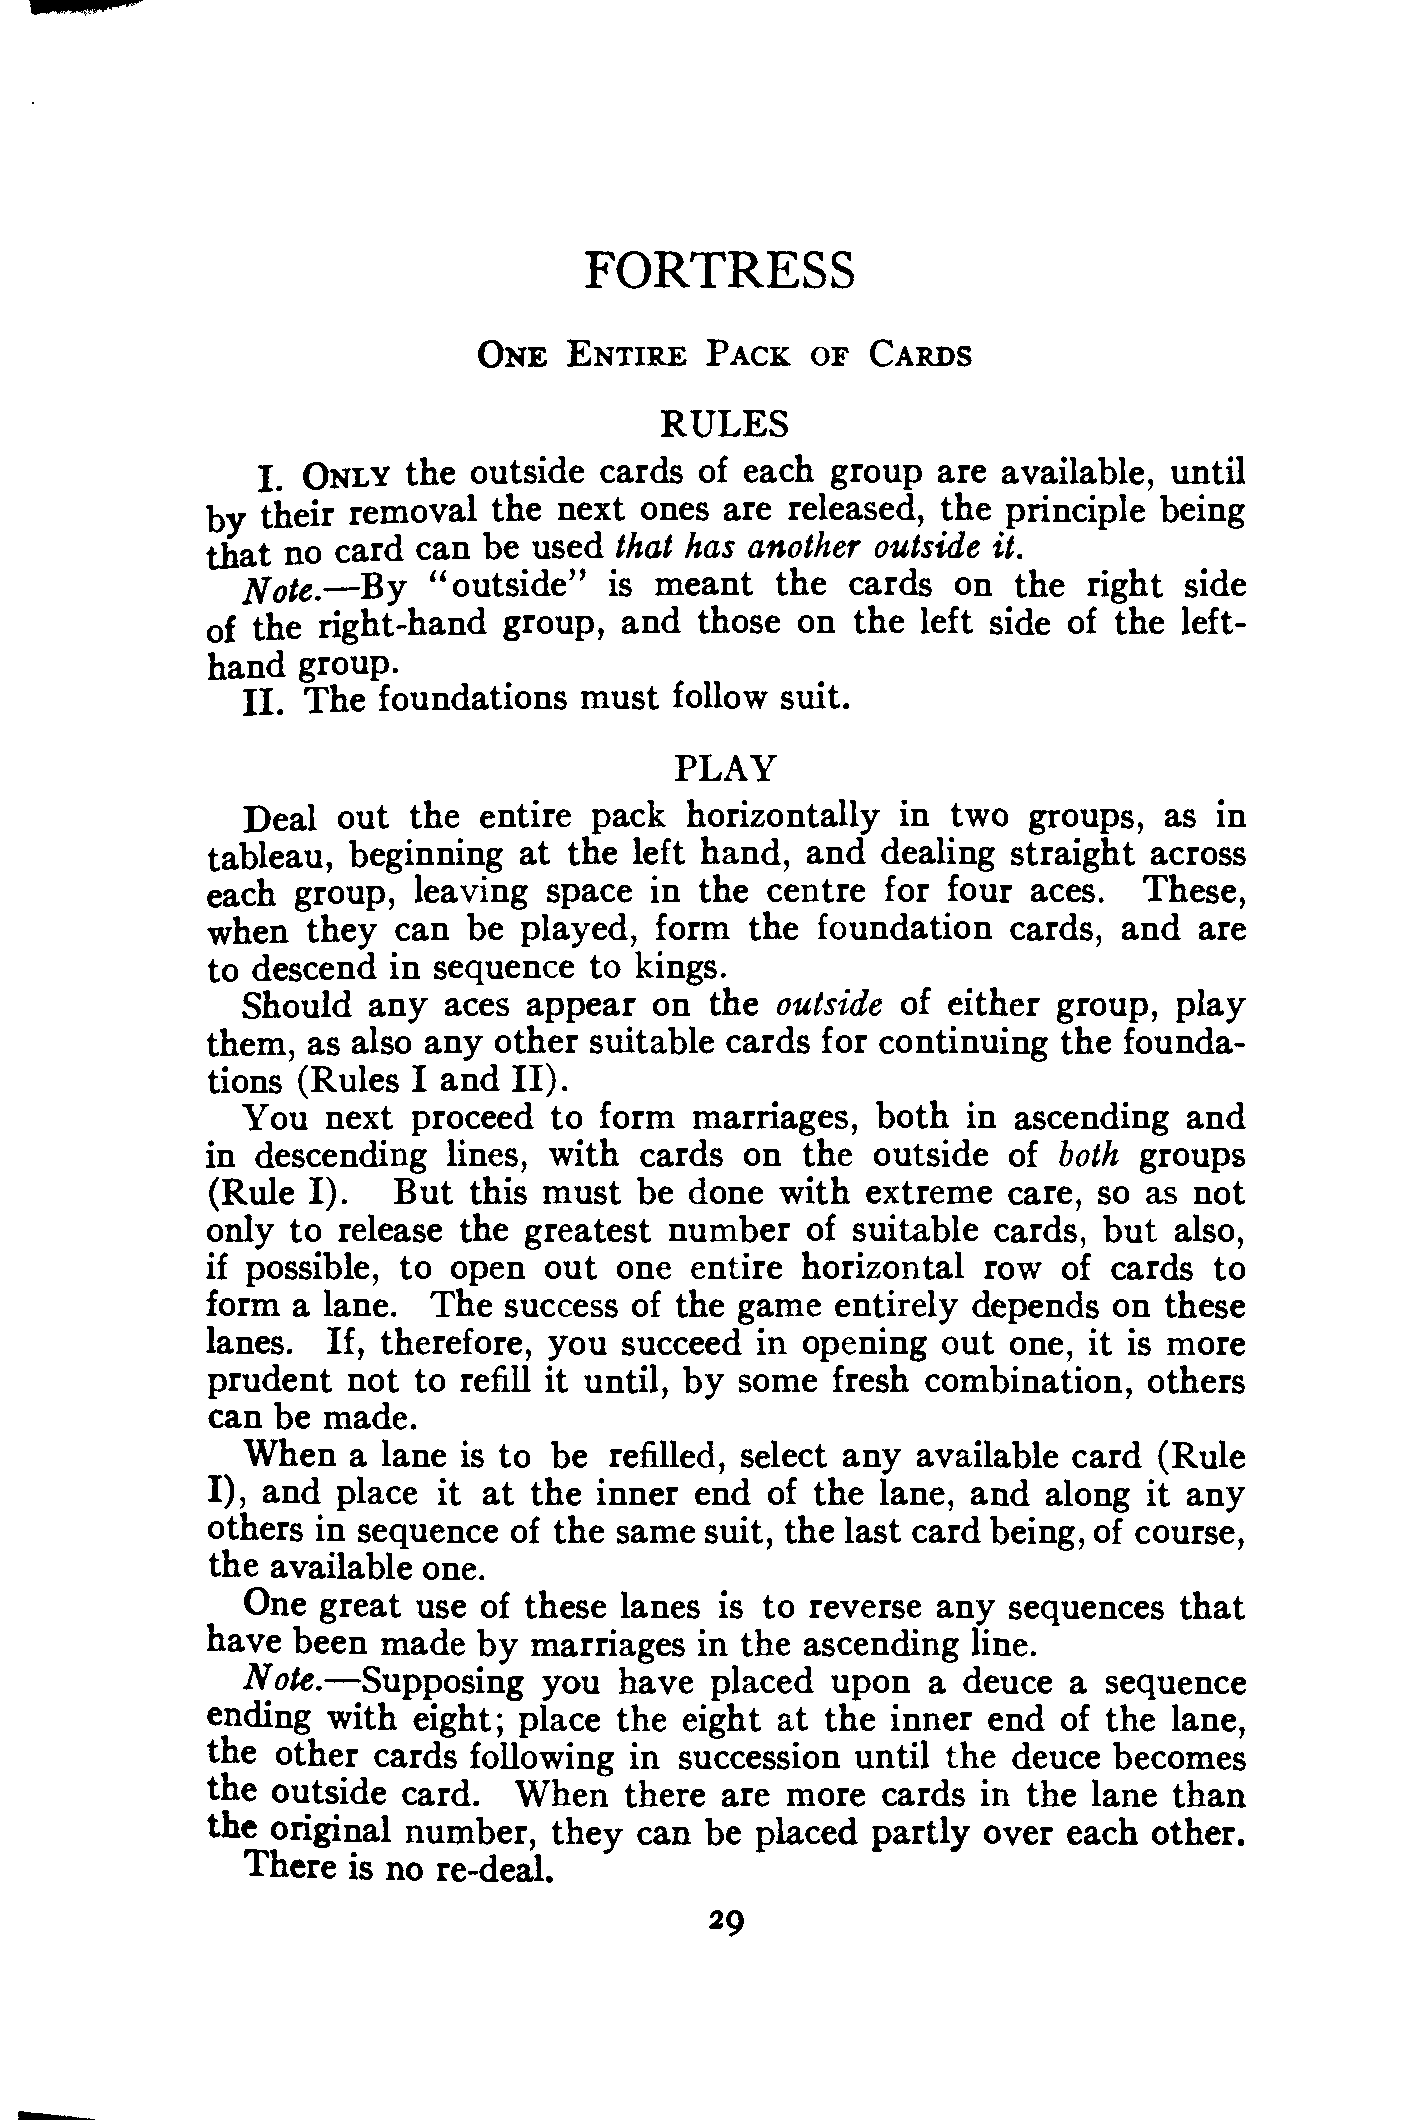 FORTRESS
ONE ENTIRE PACK OF CARDS
RULES
I. ONLY the outside cards of each group are available, until
by their removal the next ones are released, the principle being
that no card can be used that has another outside it.
Note.—By "outside" is meant the cards on the right side
of the right-hand group, and those on the left side of the left-
hand group.
II. The foundations must follow suit.
PLAY
Deal out the entire pack horizontally in two groups, as in
tableau, beginning at the left hand, and dealing straight across
each group, leaving space in the centre for four aces. These,
when they can be played, form the foundation cards, and are
to descend in sequence to kings.
Should any aces appear on the outside of either group, play
them, as also any other suitable cards for continuing the founda-
tions (Rules I and II).
You next proceed to form marriages, both in ascending and
in descending lines, with cards on the outside of both groups
(Rule I). But this must be done with extreme care, so as not
only to release the greatest number of suitable cards, but also,
if possible, to open out one entire horizontal row of cards to
form a lane. The success of the game entirely depends on these
lanes. If, therefore, you succeed in opening out one, it is more
prudent not to refill it until, by some fresh combination, others
can be made.
When a lane is to be refilled, select any available card (Rule
I), and place it at the inner end of the lane, and along it any
others in sequence of the same suit, the last card being, of course,
the available one.
One great use of these lanes is to reverse any sequences that
have been made by marriages in the ascending line.
Note.—Supposing you have placed upon a deuce a sequence
ending with eight; place the eight at the inner end of the lane,
the other cards following in succession until the deuce becomes
the outside card. When there are more cards in the lane than
the original number, they can be placed partly over each other.
There is no re-deal.
29